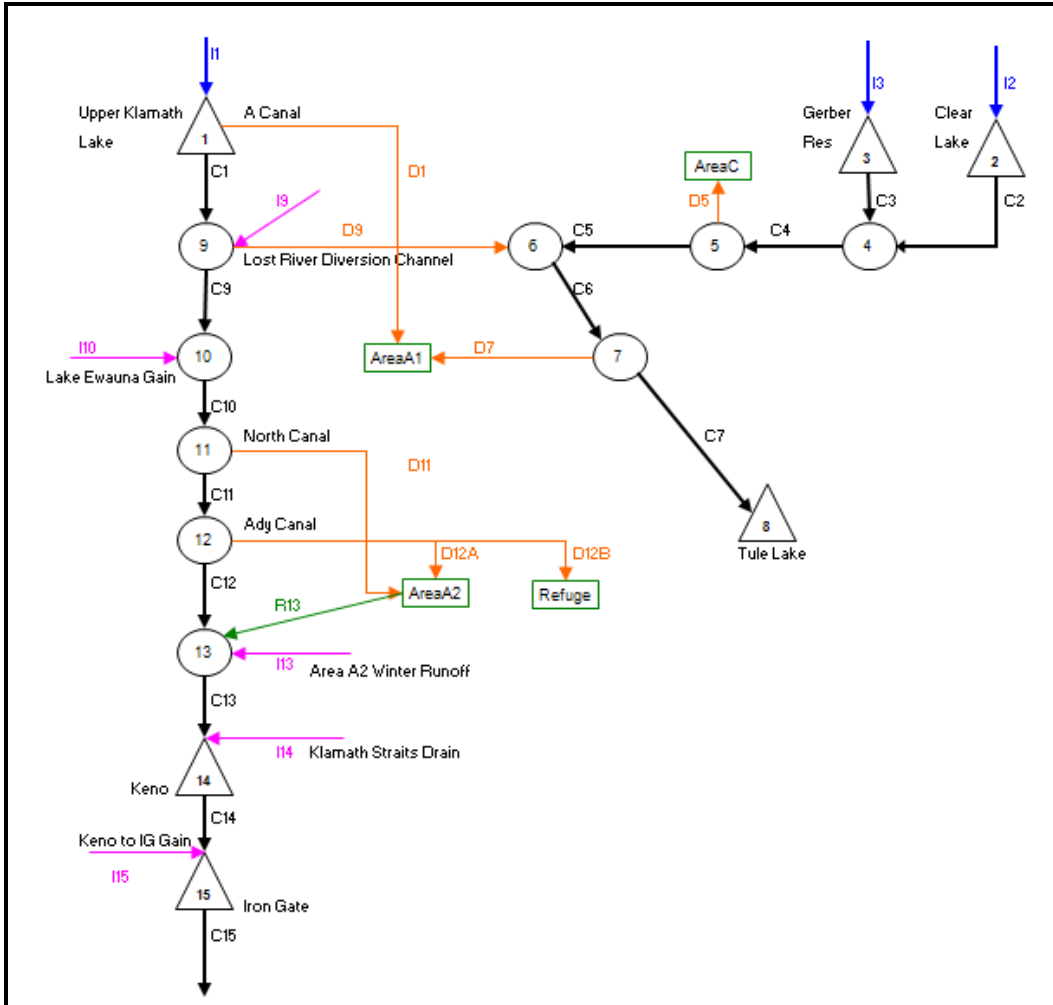 I1
I3
I2
Upper Klamath
Lake
A Canal
Gerber
Res
Clear
Lake
1
3
2
C1
D1
AreaC
I9
D5
C3
C2
9
D9
6
C5
5
C4
4
Lost River Diversion Channel
C9
C6
I10
10
AreaA1
D7
7
Lake Ewauna Gain
C10
North Canal
C7
11
D11
C11
Ady Canal
8
12
D12A
D12B
Tule Lake
C12
AreaA2
Refuge
R13
13
I13
Area A2 Winter Runoff
C13
I14
Klamath Straits Drain
14
Keno
C14
Keno to IG Gain
I15
15
Iron Gate
C15